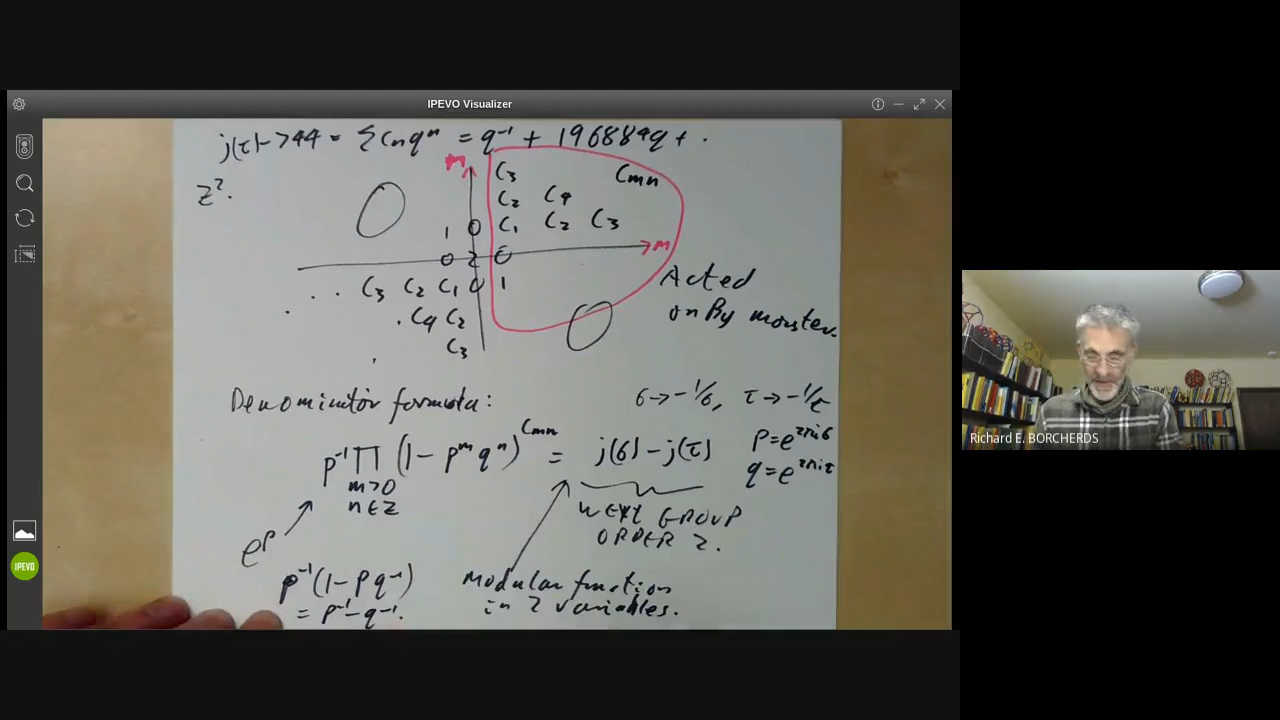 IPEVO Visualizer
j(τ)-744 = Σcₙqⁿ = q⁻¹ + 196884q + .
Z².
m
C₃ Cmn
C₂ C₄
1 0 C₁ C₂ C₃
0 2 0 m
. . C₃ C₂ C₁ 0 1
. C₄ C₂
C₃
Acted
on By monster.
Denominator formula:
σ→-1/σ, τ→-1/τ
p⁻¹ ∏ (1 - pᵐqⁿ)^Cmn = j(σ) - j(τ)
m>0
n∈Z
p=e^2πiσ
q=e^2πiτ
WEYL GROUP
ORDER 2.
eᴾ
p⁻¹(1 - pq⁻¹)
= p⁻¹-q⁻¹.
Modular function
in 2 variables.
IPEVO
Richard E. BORCHERDS